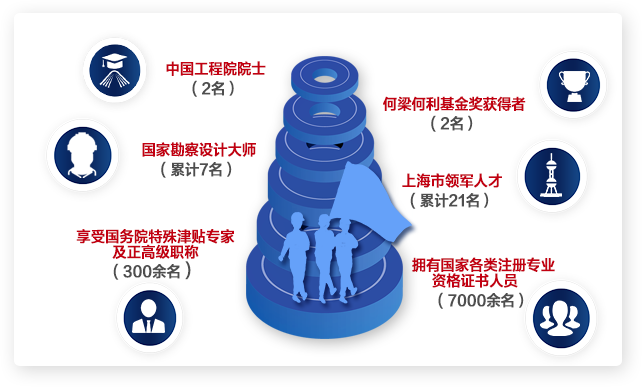 中国工程院院士
（2名）
何梁何利基金奖获得者
（2名）
国家勘察设计大师
（累计7名）
上海市领军人才
（累计21名）
享受国务院特殊津贴专家
及正高级职称
（300余名）
拥有国家各类注册专业
资格证书人员
（7000余名）